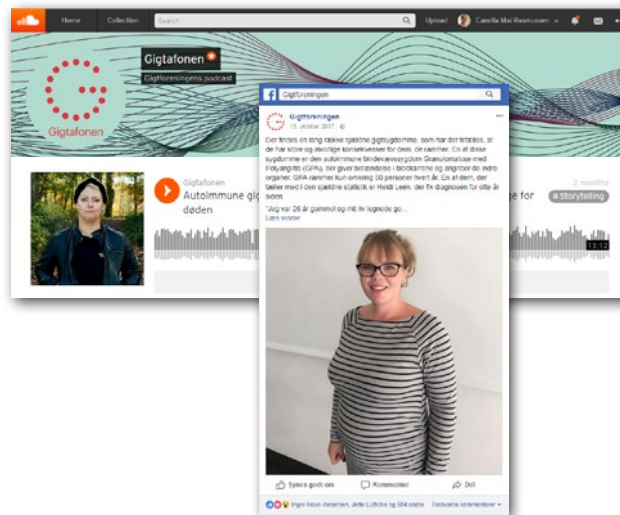 Home Collection Search Upload Camilla Mai Rasmussen
Gigtafonen
Gigtforeningens podcast
Gigtafonen
Gigtafonen
2 months
Autoimmune gig
ge for
døden
# Storytelling
13:12
Gigtforeningen
Gigtforeningen
15. oktober 2017
Der findes en lang række sjældne gigtsygdomme, som har det tilfælles, at
de har store og alvorlige konsekvenser for dem, de rammer. En af disse
sygdomme er den autoimmune bindevævssygdom Granulomatose med
Polyangiitis (GPA), der giver betændelse i blodkarrene og angriber de indre
organer. GPA rammer kun omkring 50 personer hvert år. En af dem, der
tæller med i den sjældne statistik er Heidi Leen, der fik diagnosen for otte år
siden.
"Jeg var 26 år gammel og mit liv lignede go...
Læs videre
Synes godt om Kommenter Del
Inger Riove Andersen, Jette Lüthcke og 594 andre Relevante kommentarer